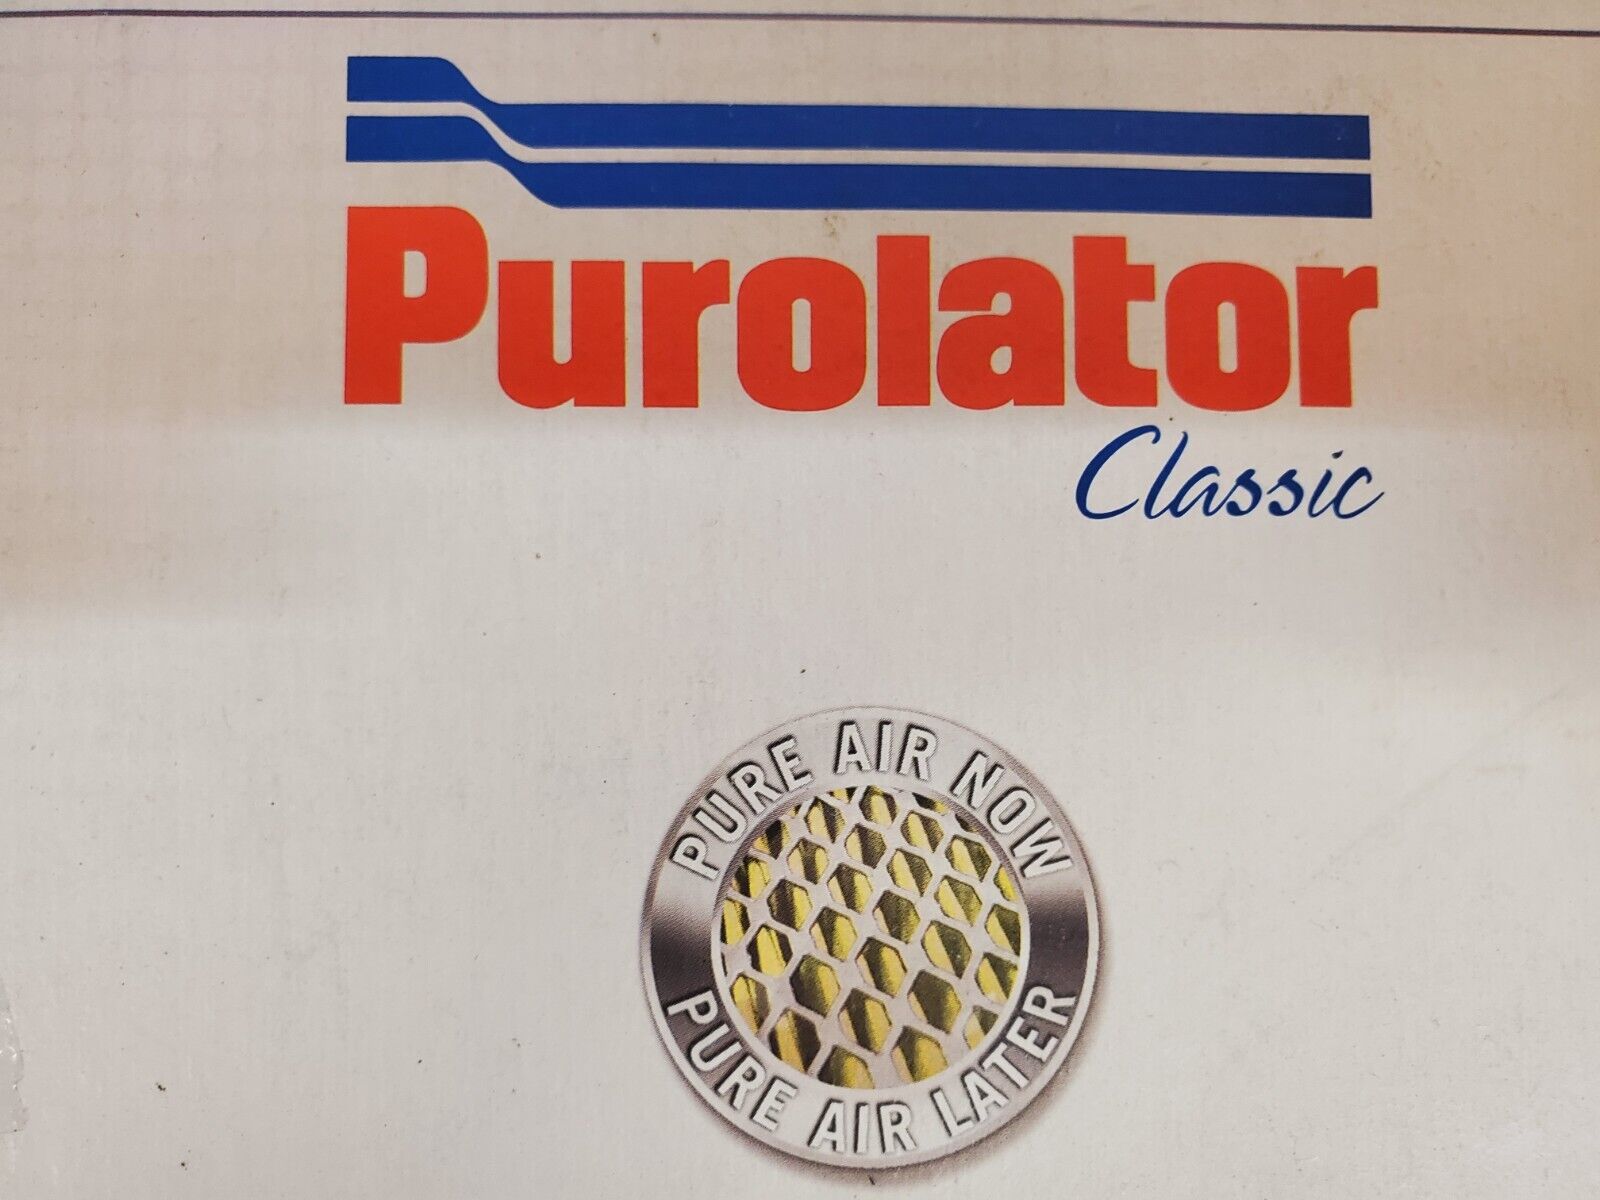 Purolator
Classic
PURE AIR NOW
PURE AIR LATER